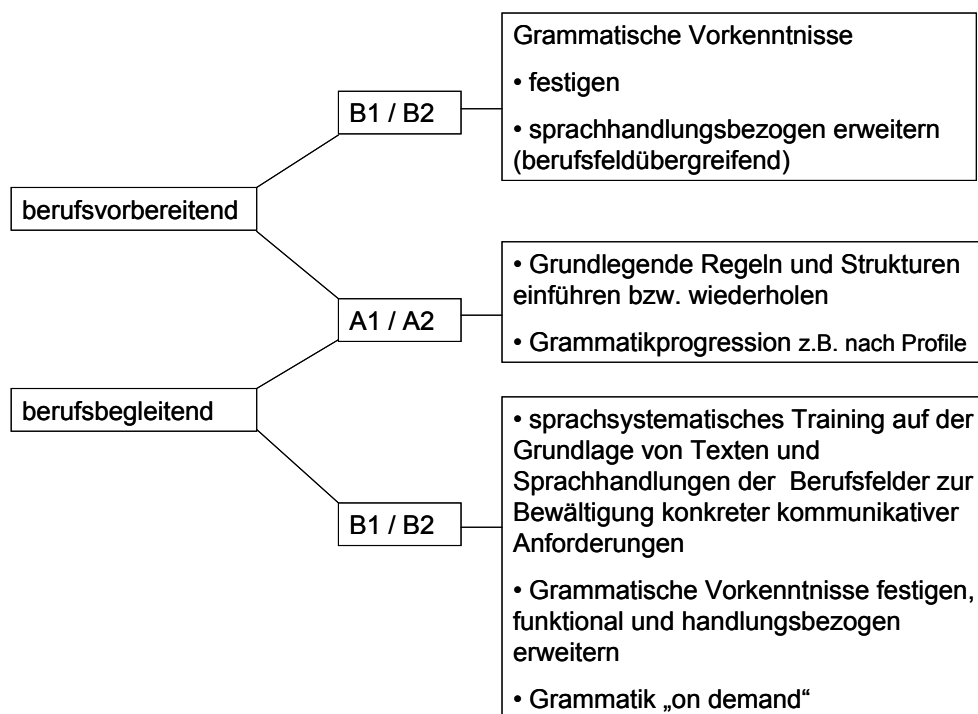 Grammatische Vorkenntnisse
• festigen
• sprachhandlungsbezogen erweitern
(berufsfeldübergreifend)
B1 / B2
berufsvorbereitend
• Grundlegende Regeln und Strukturen
einführen bzw. wiederholen
• Grammatikprogression z.B. nach Profile
A1 / A2
berufsbegleitend
• sprachsystematisches Training auf der
Grundlage von Texten und
Sprachhandlungen der Berufsfelder zur
Bewältigung konkreter kommunikativer
Anforderungen
• Grammatische Vorkenntnisse festigen,
funktional und handlungsbezogen
erweitern
• Grammatik „on demand“
B1 / B2